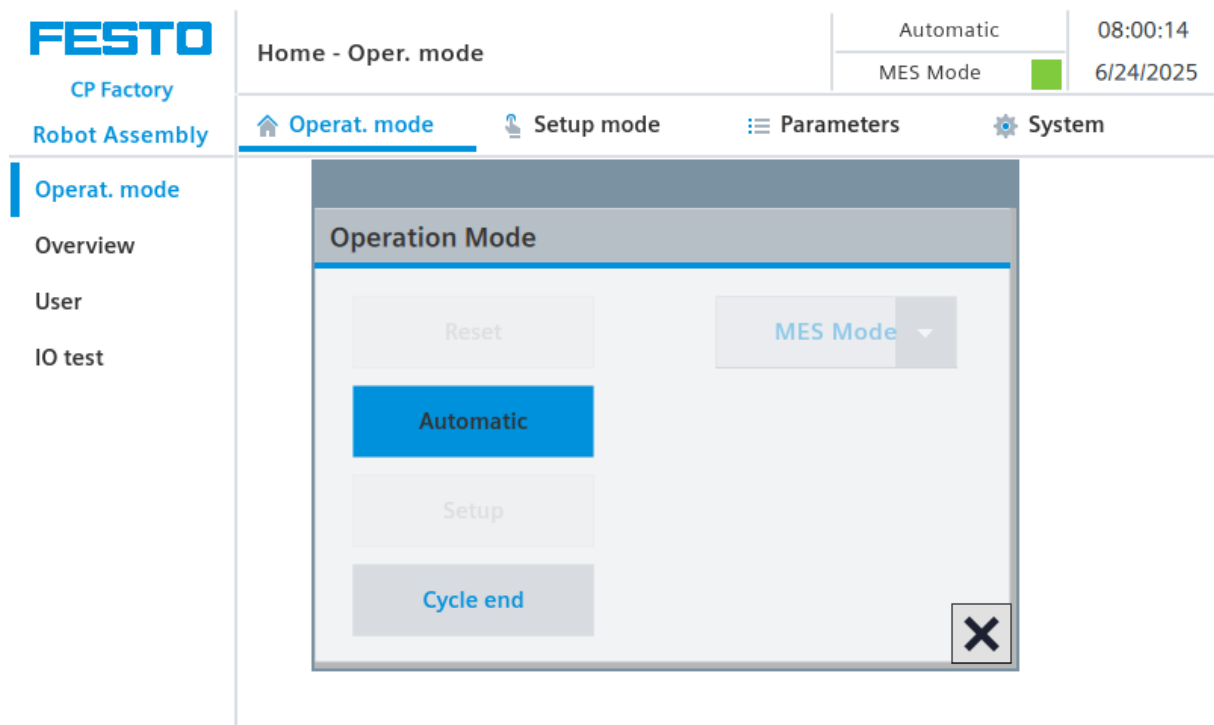 FESTO
CP Factory
Robot Assembly
Home - Oper. mode
Automatic
MES Mode
08:00:14
6/24/2025
Operat. mode
Setup mode
Parameters
System
Operat. mode
Overview
User
IO test
Operation Mode
Reset
MES Mode
Automatic
Setup
Cycle end